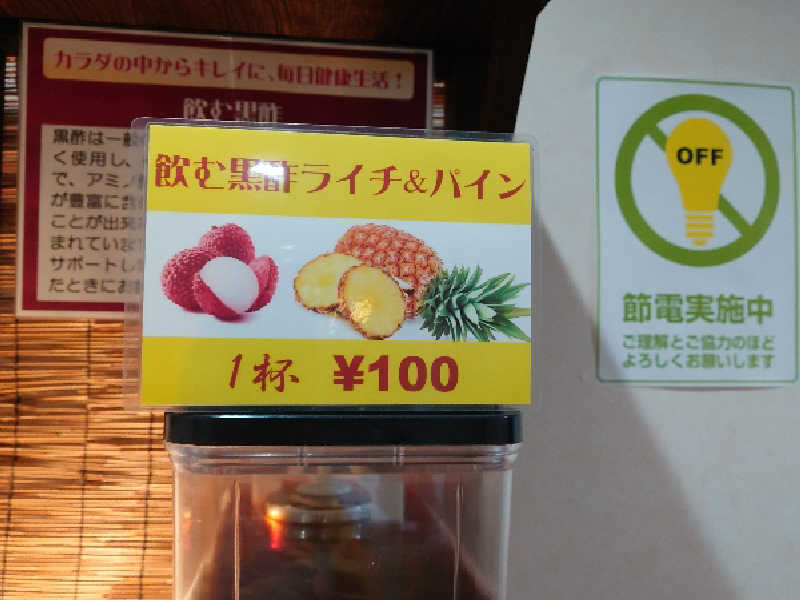 カラダの中からキレイに、毎日健康生活！
飲む黒酢
黒酢は一般
く使用し、
で、アミノ
が豊富に含
ことが出来
まれていま
サポートし
たときにお
飲む黒酢ライチ&パイン
1杯 ¥100
OFF
節電実施中
ご理解とご協力のほど
よろしくお願いします